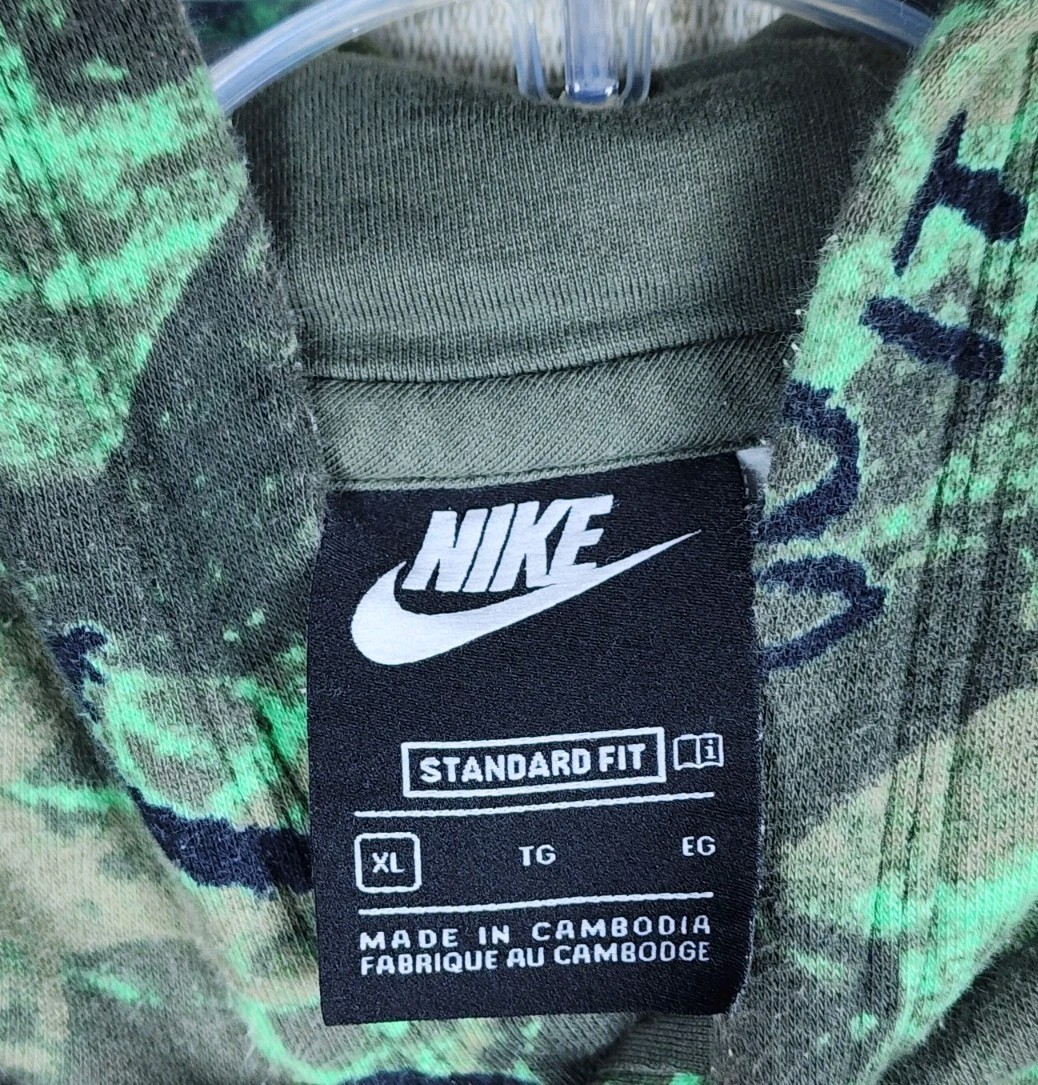 NIKE
STANDARD FIT
XL TG EG
MADE IN CAMBODIA
FABRIQUE AU CAMBODGE